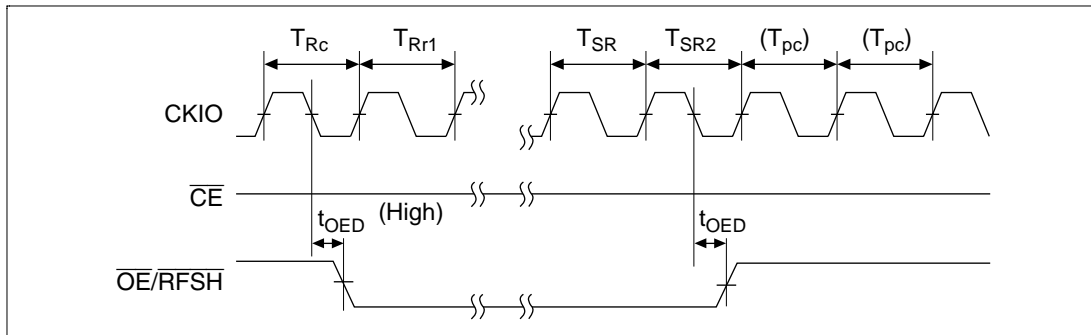 TRc TRr1 TSR TSR2 (Tpc) (Tpc)
CKIO
CE
(High)
tOED tOED
OE/RFSH